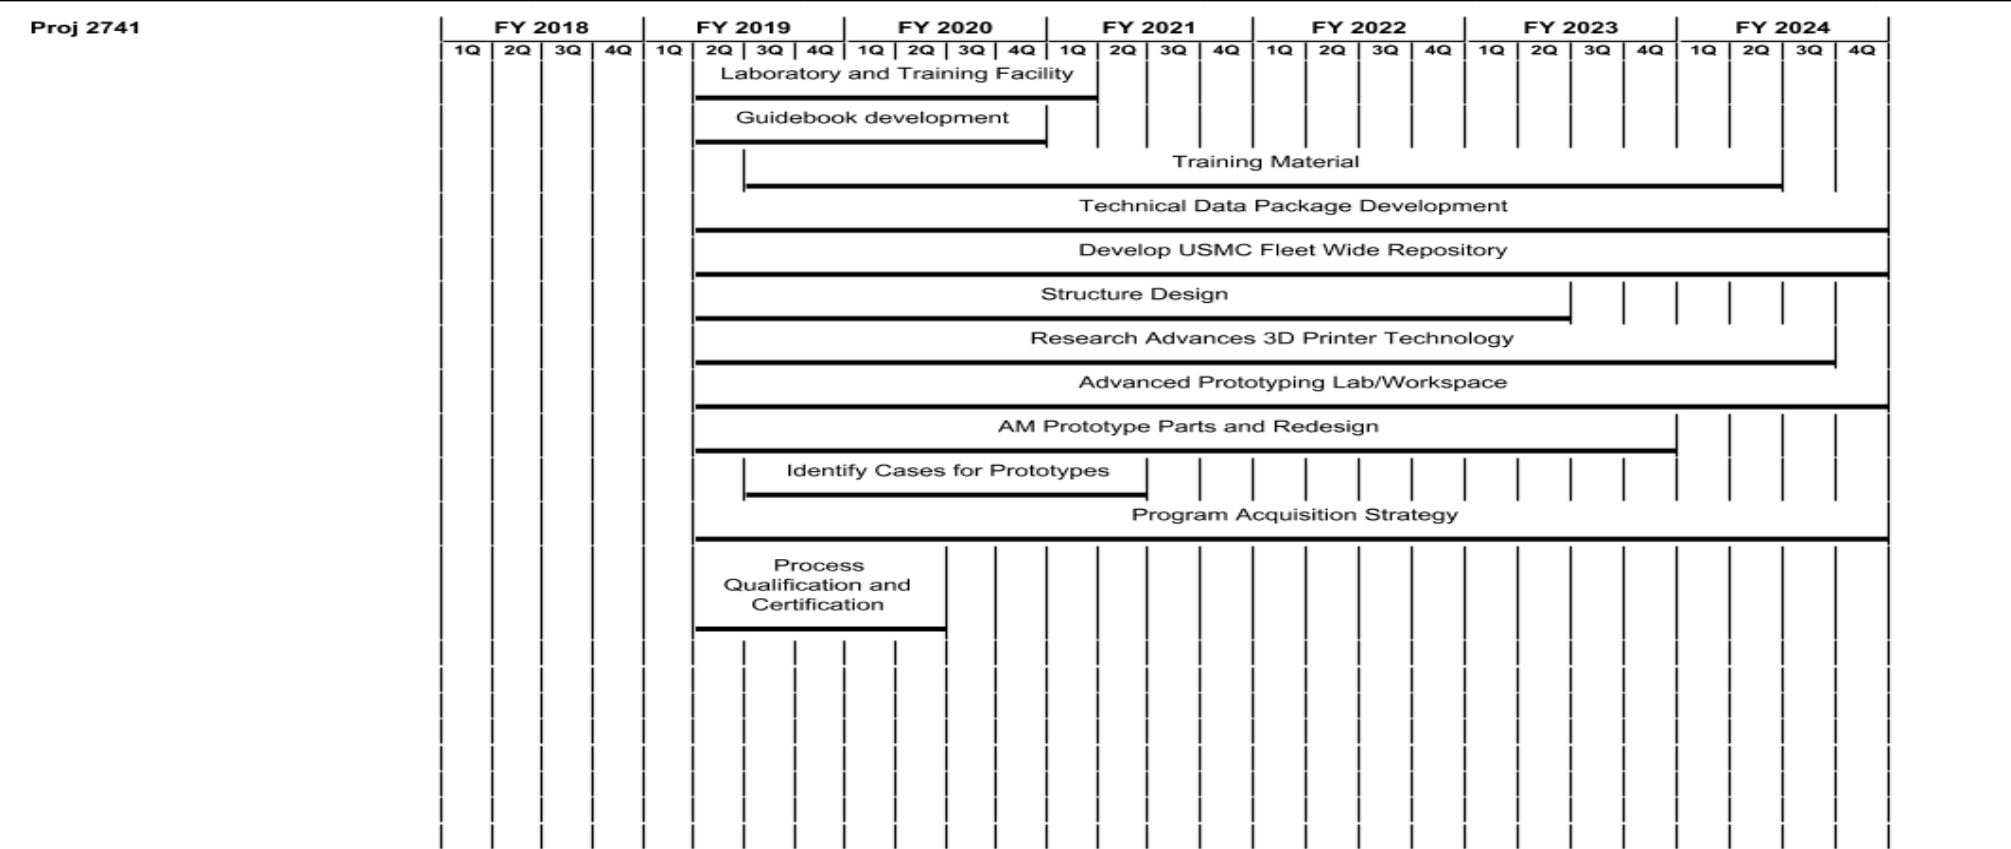 Proj 2741
FY 2018 FY 2019 FY 2020 FY 2021 FY 2022 FY 2023 FY 2024
1Q 2Q 3Q 4Q 1Q 2Q 3Q 4Q 1Q 2Q 3Q 4Q 1Q 2Q 3Q 4Q 1Q 2Q 3Q 4Q 1Q 2Q 3Q 4Q 1Q 2Q 3Q 4Q
Laboratory and Training Facility
Guidebook development
Training Material
Technical Data Package Development
Develop USMC Fleet Wide Repository
Structure Design
Research Advances 3D Printer Technology
Advanced Prototyping Lab/Workspace
AM Prototype Parts and Redesign
Identify Cases for Prototypes
Program Acquisition Strategy
Process
Qualification and
Certification